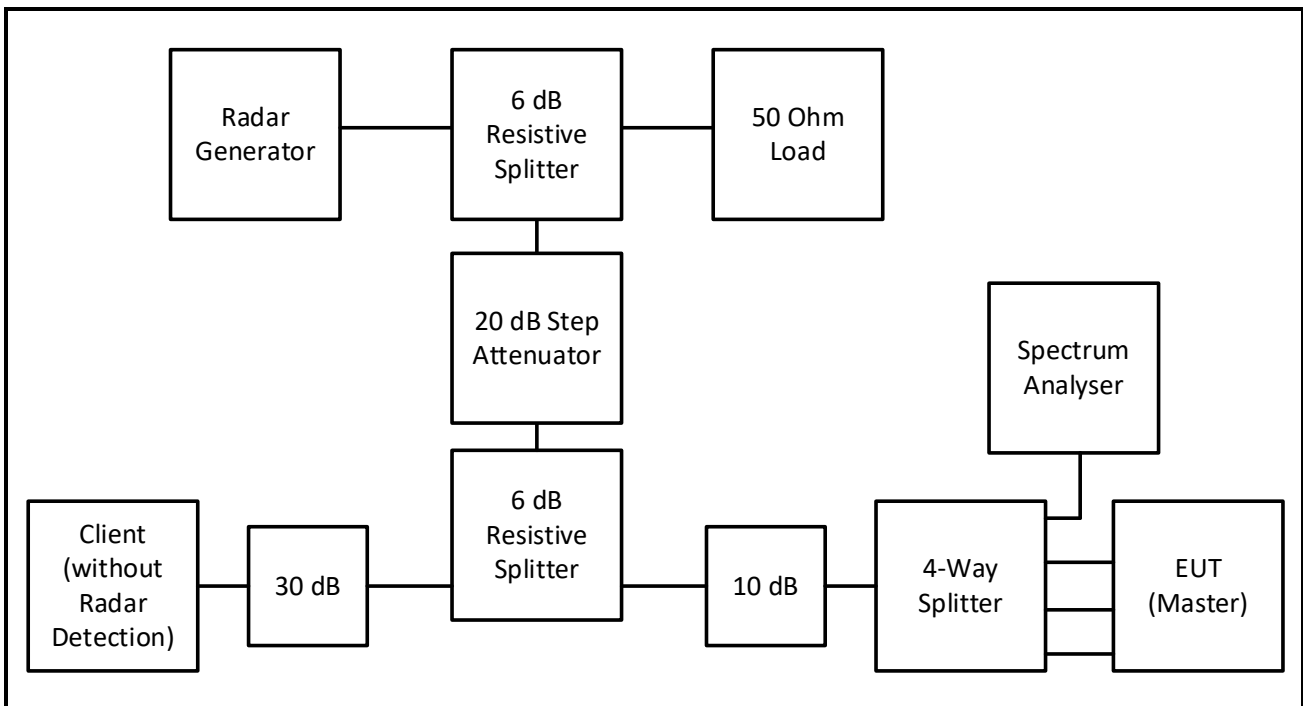 Radar
Generator
6 dB
Resistive
Splitter
50 Ohm
Load
20 dB Step
Attenuator
Spectrum
Analyser
Client
(without
Radar
Detection)
30 dB
6 dB
Resistive
Splitter
10 dB
4-Way
Splitter
EUT
(Master)